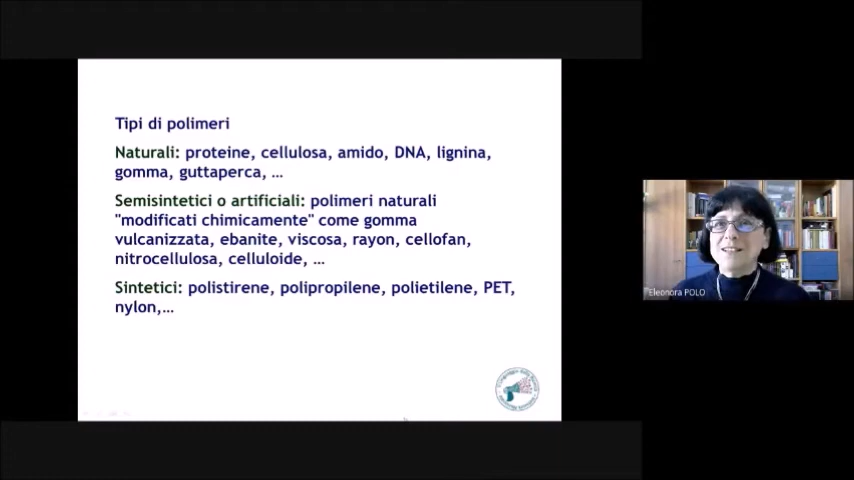 Tipi di polimeri
Naturali: proteine, cellulosa, amido, DNA, lignina,
gomma, guttaperca, ...
Semisintetici o artificiali: polimeri naturali
"modificati chimicamente" come gomma
vulcanizzata, ebanite, viscosa, rayon, cellofan,
nitrocellulosa, celluloide, ...
Sintetici: polistirene, polipropilene, polietilene, PET,
nylon,...
Eleonora POLO